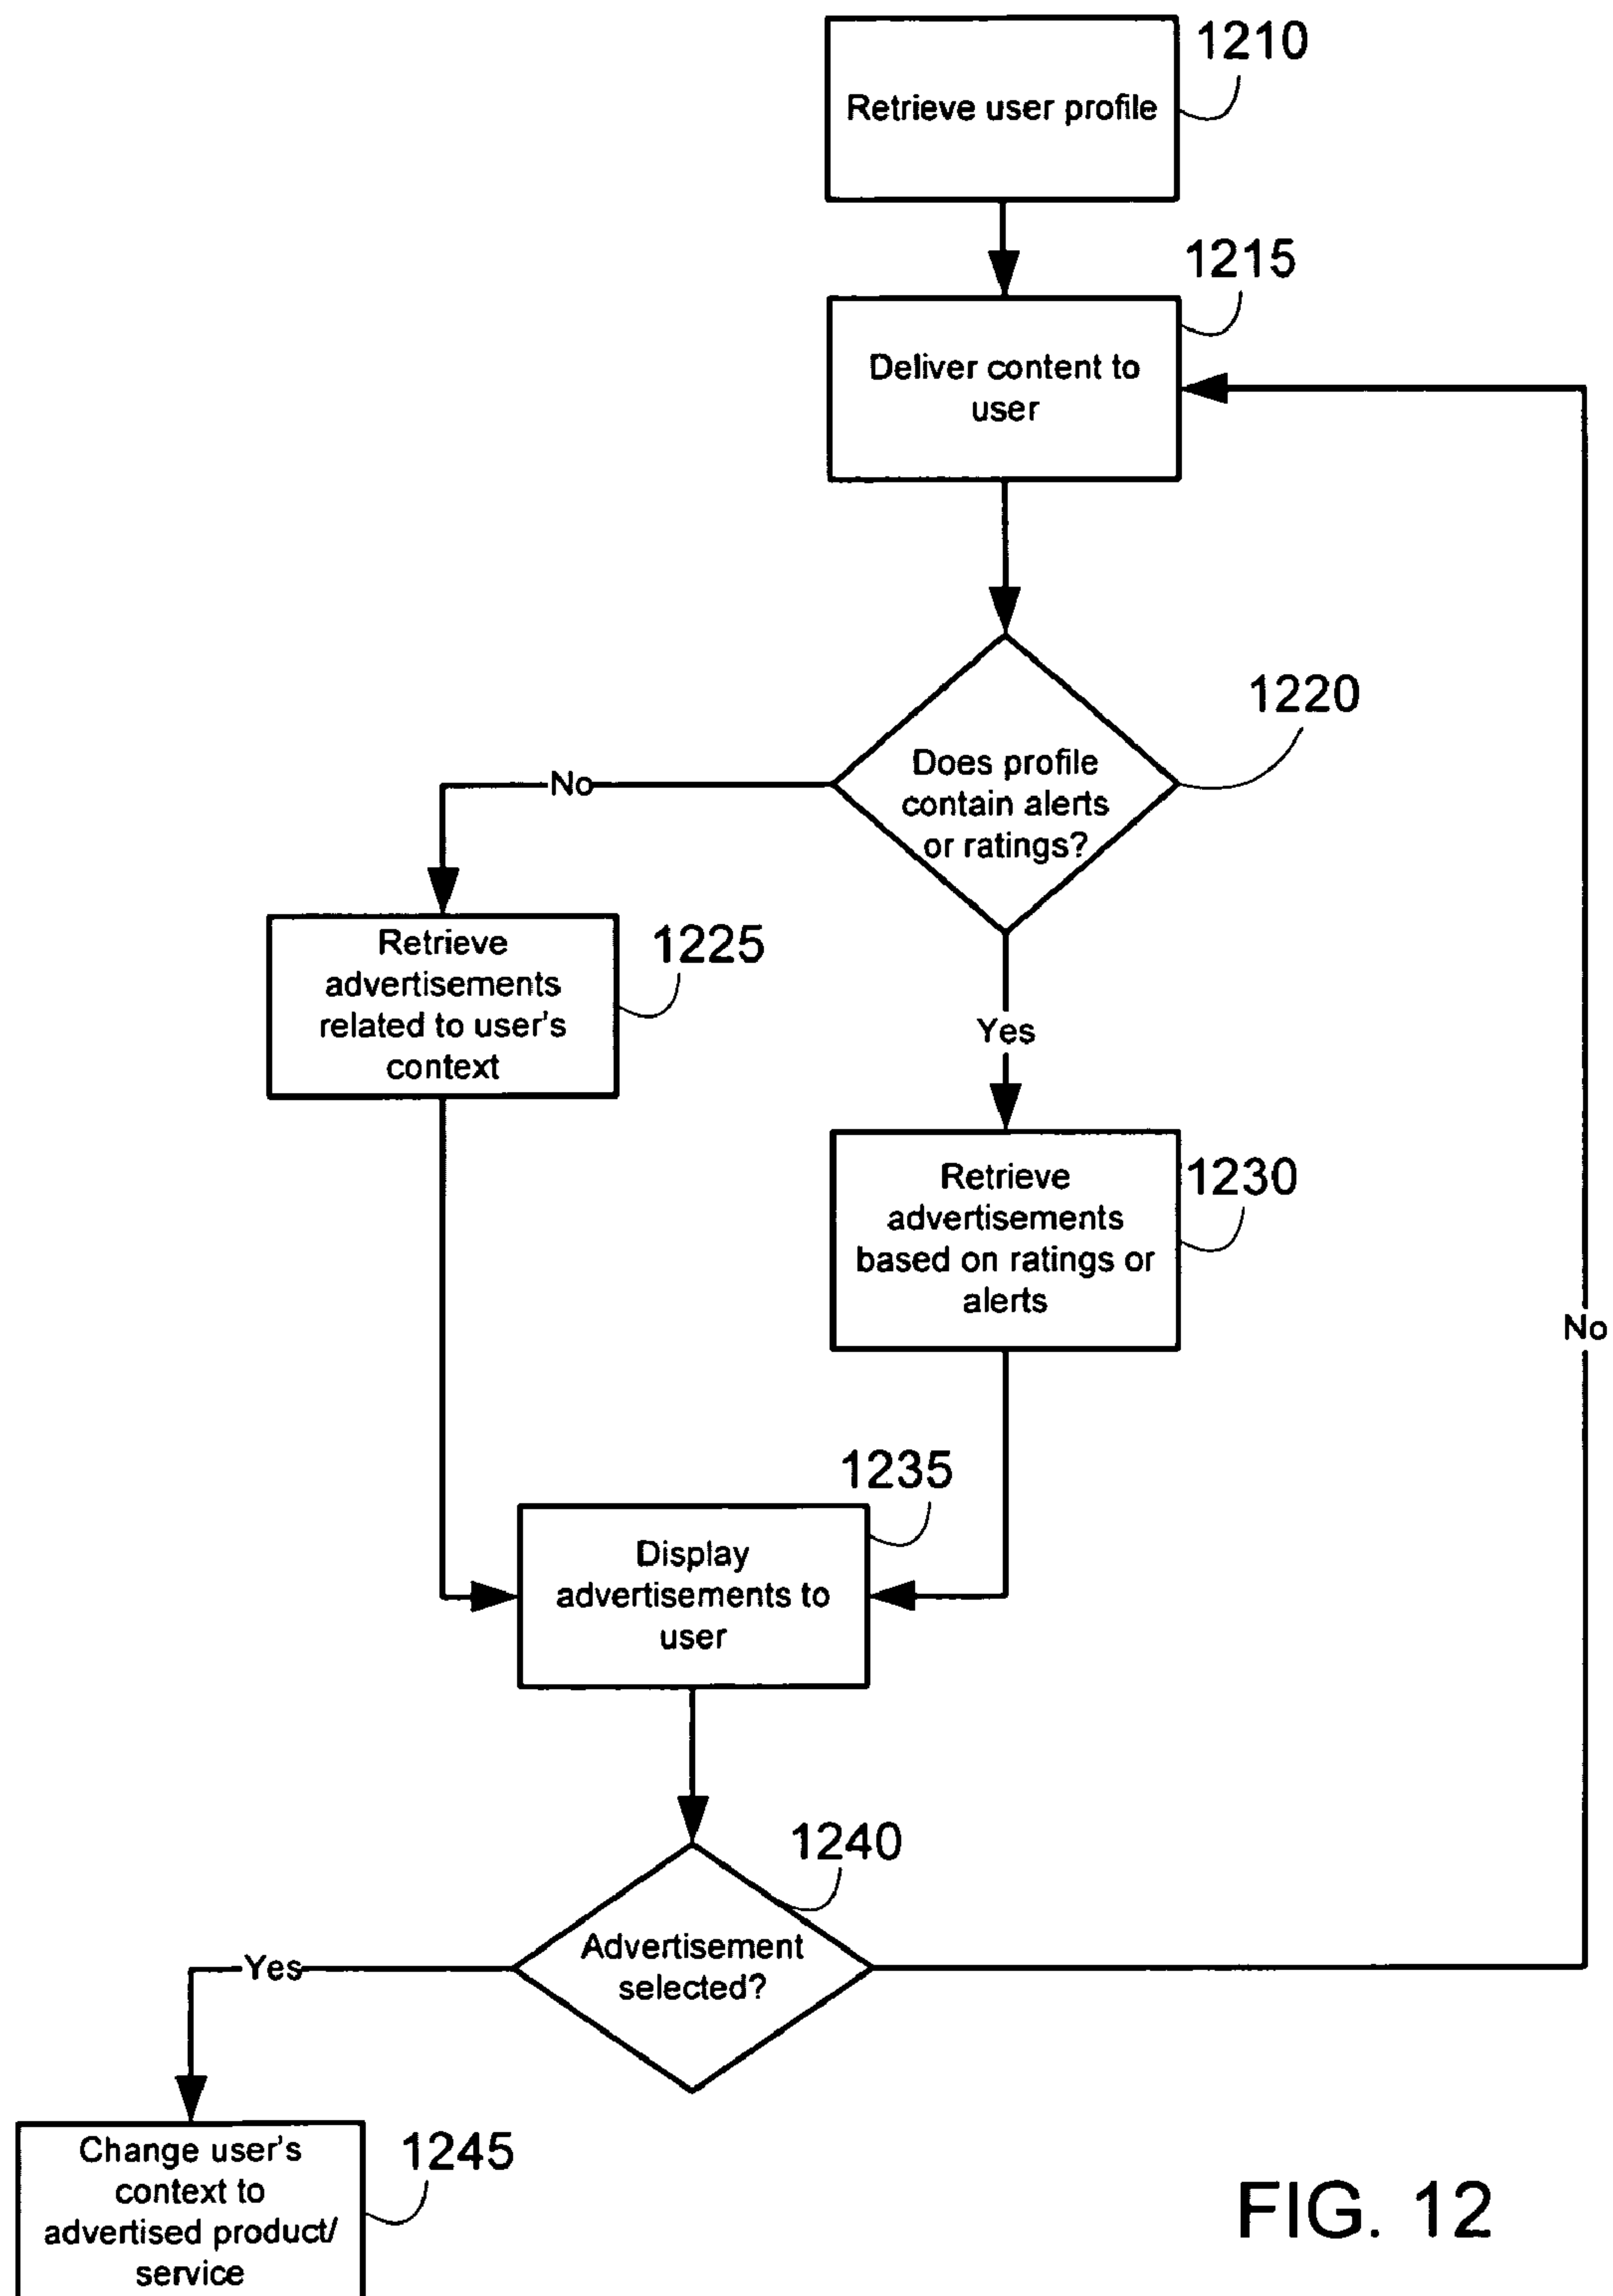 1210
Retrieve user profile
1215
Deliver content to
user
1220
Does profile
contain alerts
or ratings?
No
Retrieve
advertisements
related to user's
context
1225
Yes
Retrieve
advertisements
based on ratings or
alerts
1230
No
1235
Display
advertisements to
user
1240
Advertisement
selected?
Yes
Change user's
context to
advertised product/
service
1245
FIG. 12